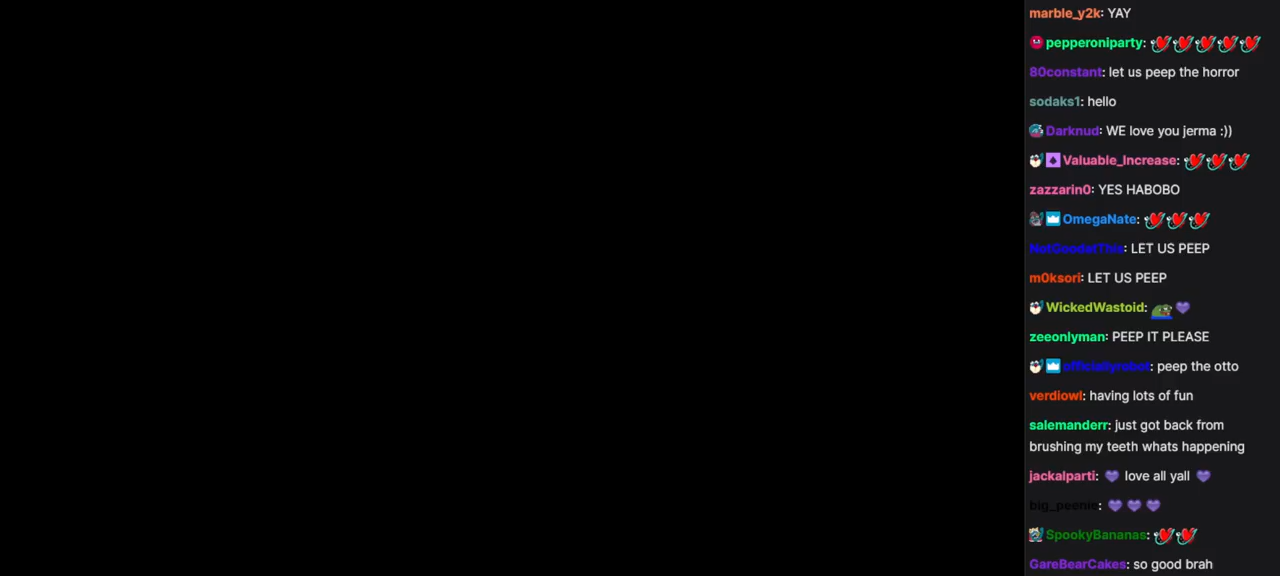 marble_y2k: YAY
pepperoniparty:
80constant: let us peep the horror
sodaks1: hello
Darknud: WE love you jerma :))
Valuable_Increase:
zazzarin0: YES HABOBO
OmegaNate:
NotGoodatThis: LET US PEEP
m0ksori: LET US PEEP
WickedWastoid:
zeeonlyman: PEEP IT PLEASE
officiallyrobot: peep the otto
verdiowl: having lots of fun
salemanderr: just got back from
brushing my teeth whats happening
jackalparti: love all yall
big_peenie:
SpookyBananas:
GareBearCakes: so good brah